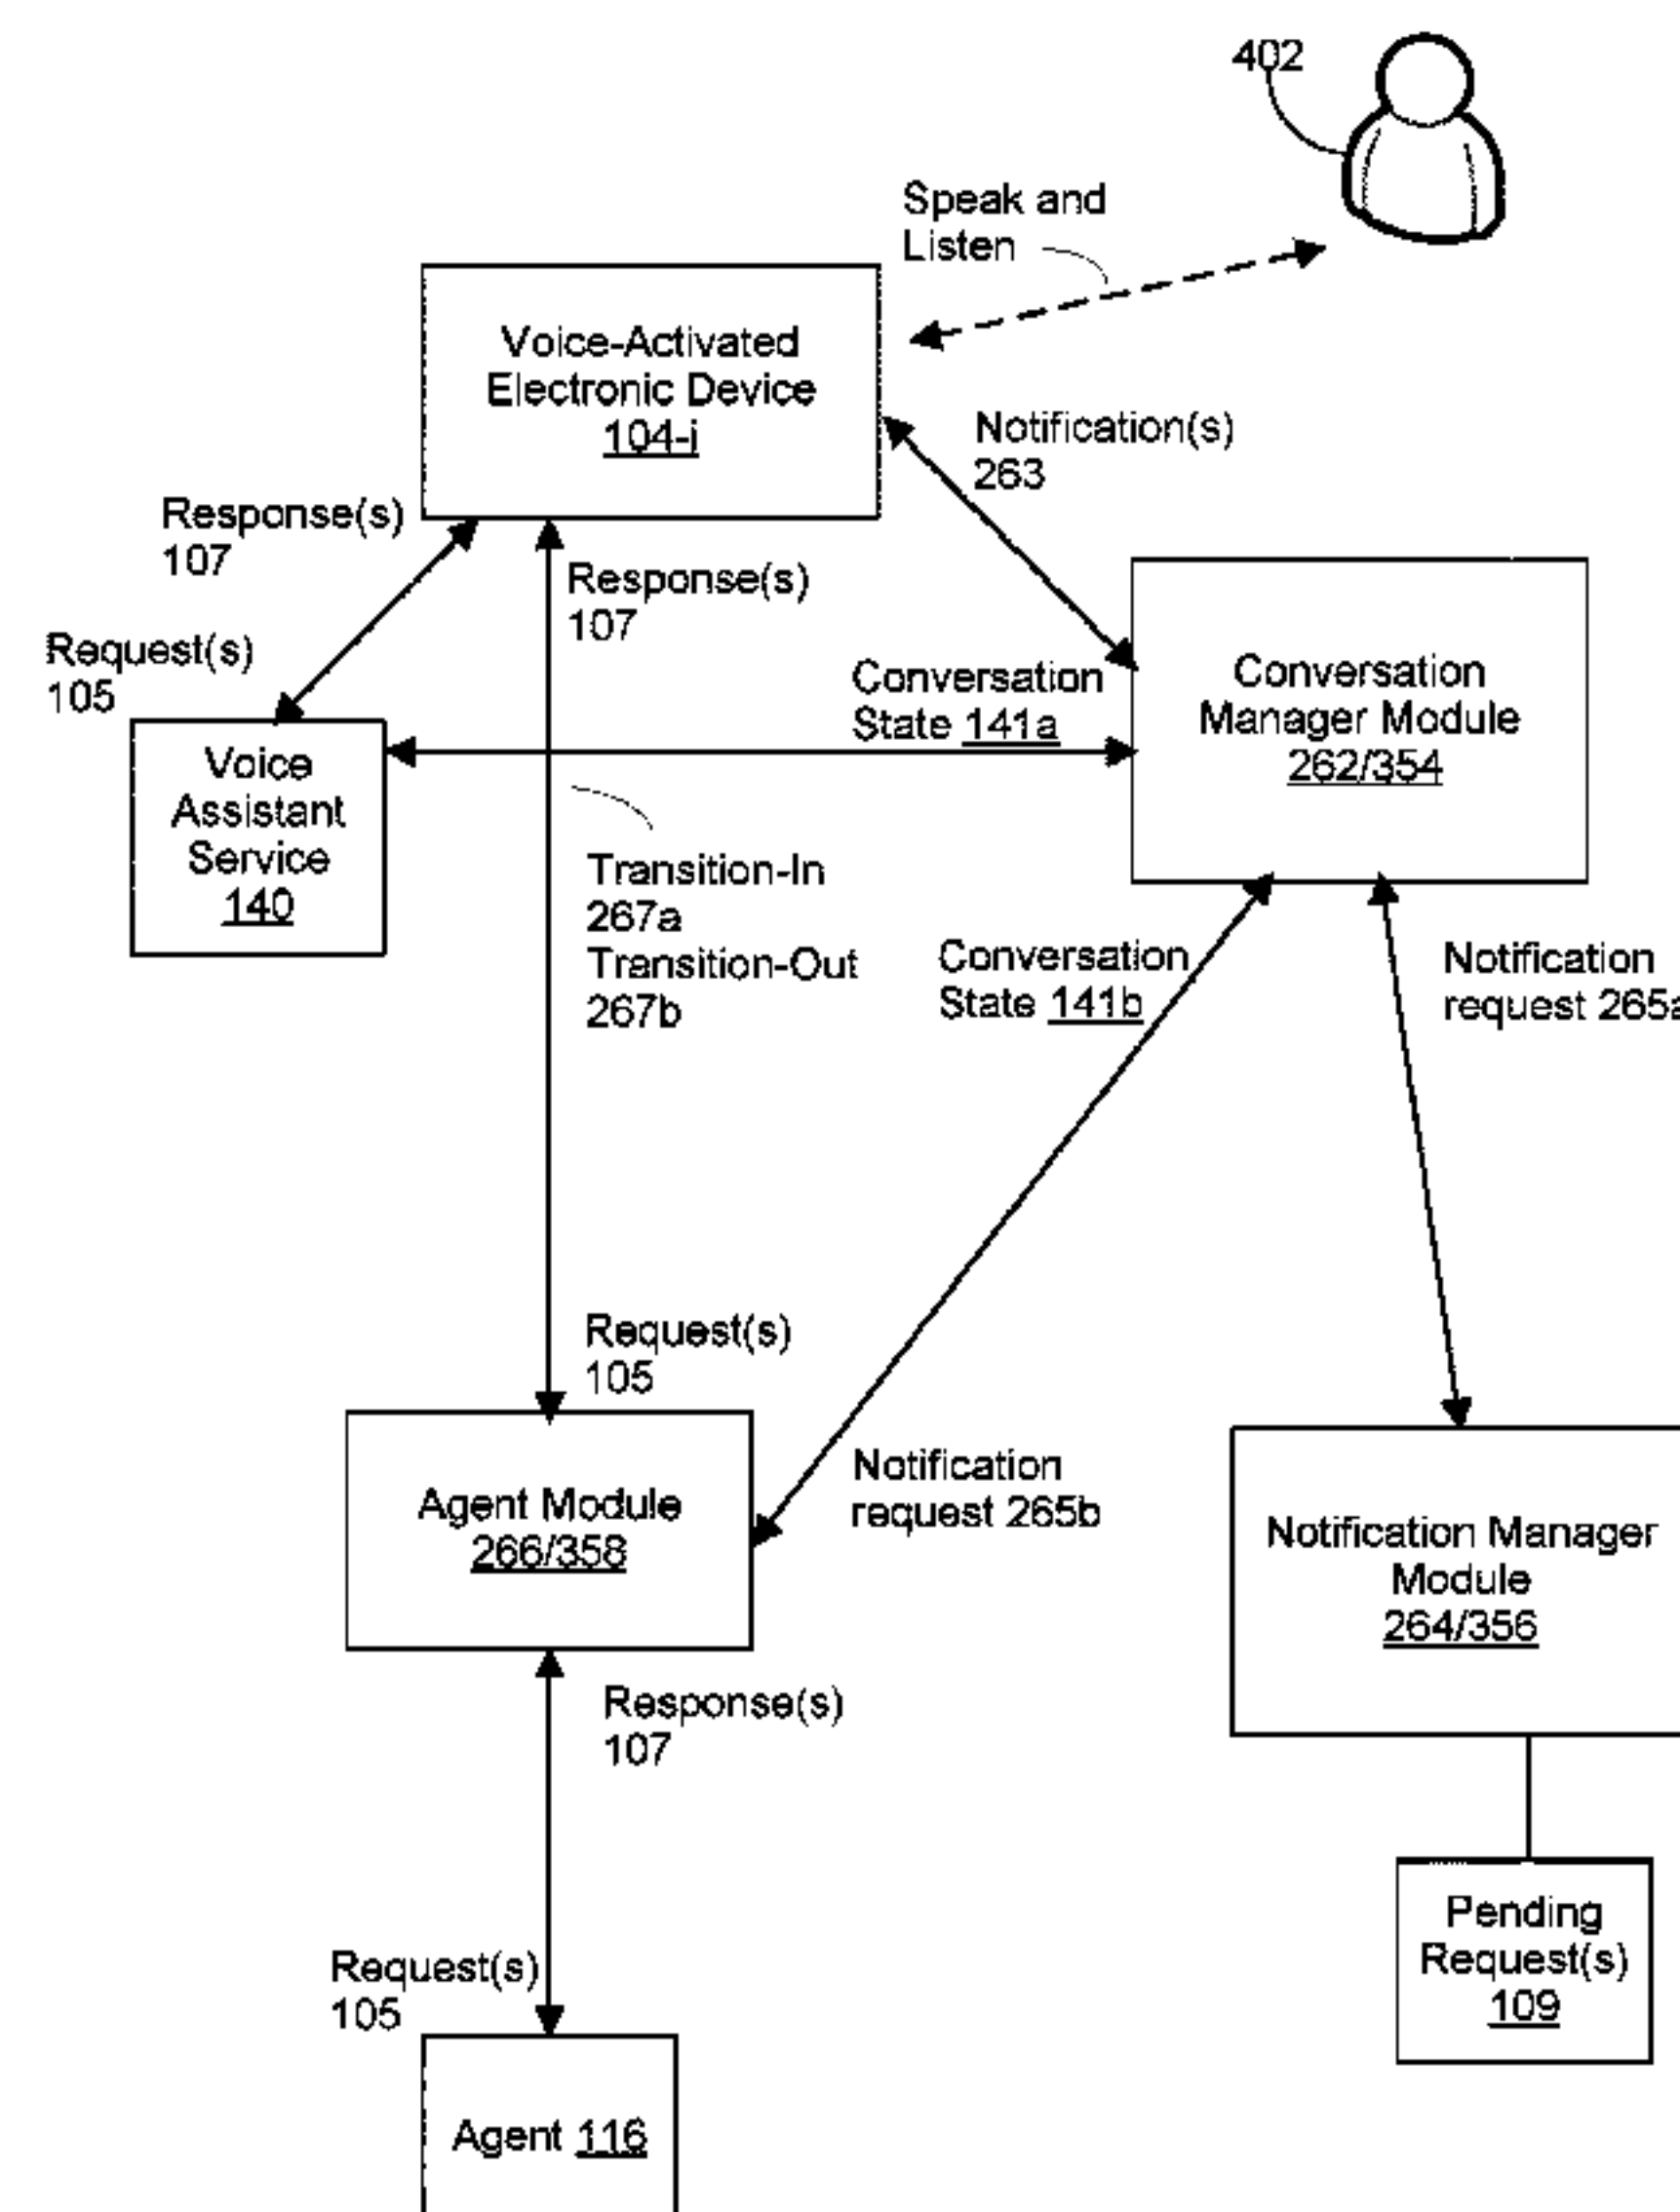 402
Speak and
Listen
Voice-Activated
Electronic Device
104-i
Notification(s)
263
Response(s)
107
Response(s)
107
Request(s)
105
Conversation
State 141a
Conversation
Manager Module
262/354
Voice
Assistant
Service
140
Transition-In
267a
Transition-Out
267b
Conversation
State 141b
Notification
request 265a
Request(s)
105
Agent Module
266/358
Notification
request 265b
Notification Manager
Module
264/356
Response(s)
107
Pending
Request(s)
109
Request(s)
105
Agent 116